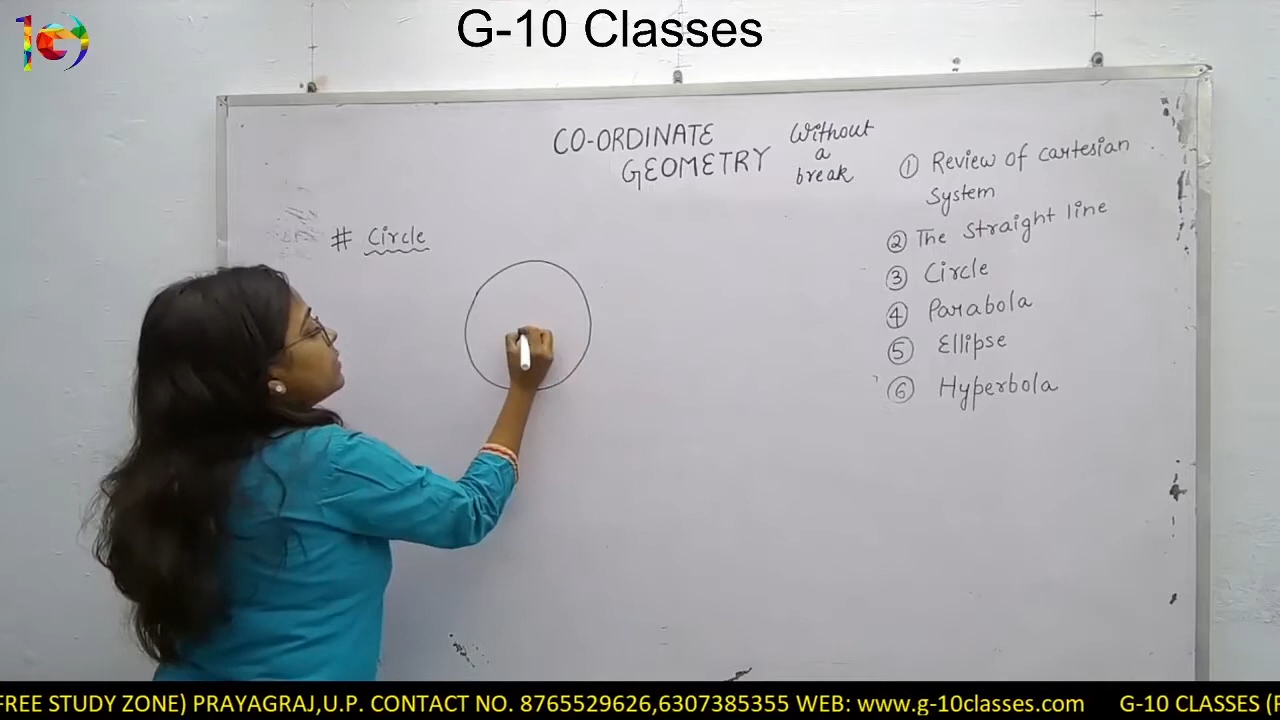 G-10 Classes
CO-ORDINATE
GEOMETRY
Without
a
break
# Circle
① Review of cartesian
System
② The Straight line
③ Circle
④ Parabola
⑤ Ellipse
⑥ Hyperbola
FREE STUDY ZONE) PRAYAGRAJ,U.P. CONTACT NO. 8765529626,6307385355 WEB: www.g-10classes.com G-10 CLASSES (F